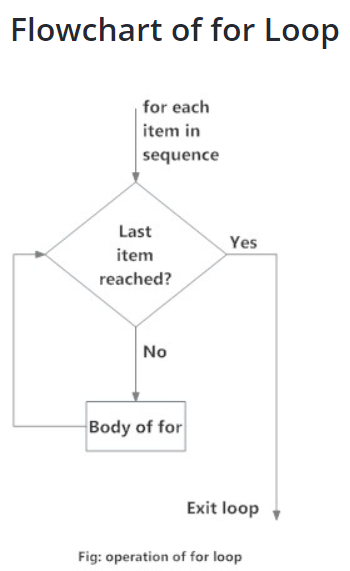 Flowchart of for Loop
for each
item in
sequence
Last
item
reached?
Yes
No
Body of for
Exit loop
Fig: operation of for loop